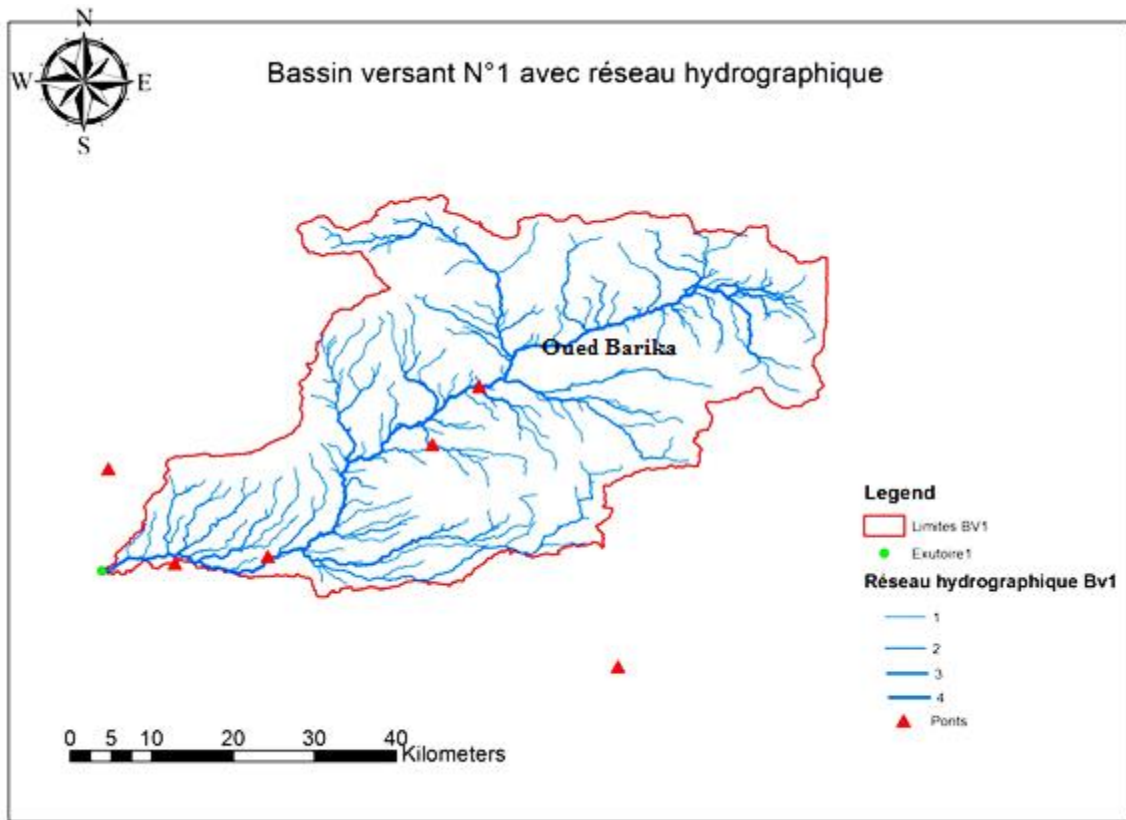 N
W E
S
Bassin versant N°1 avec réseau hydrographique
Oued Barika
Legend
Limites BV1
Exutoire1
Réseau hydrographique Bv1
1
2
3
4
Ponts
0 5 10 20 30 40
Kilometers